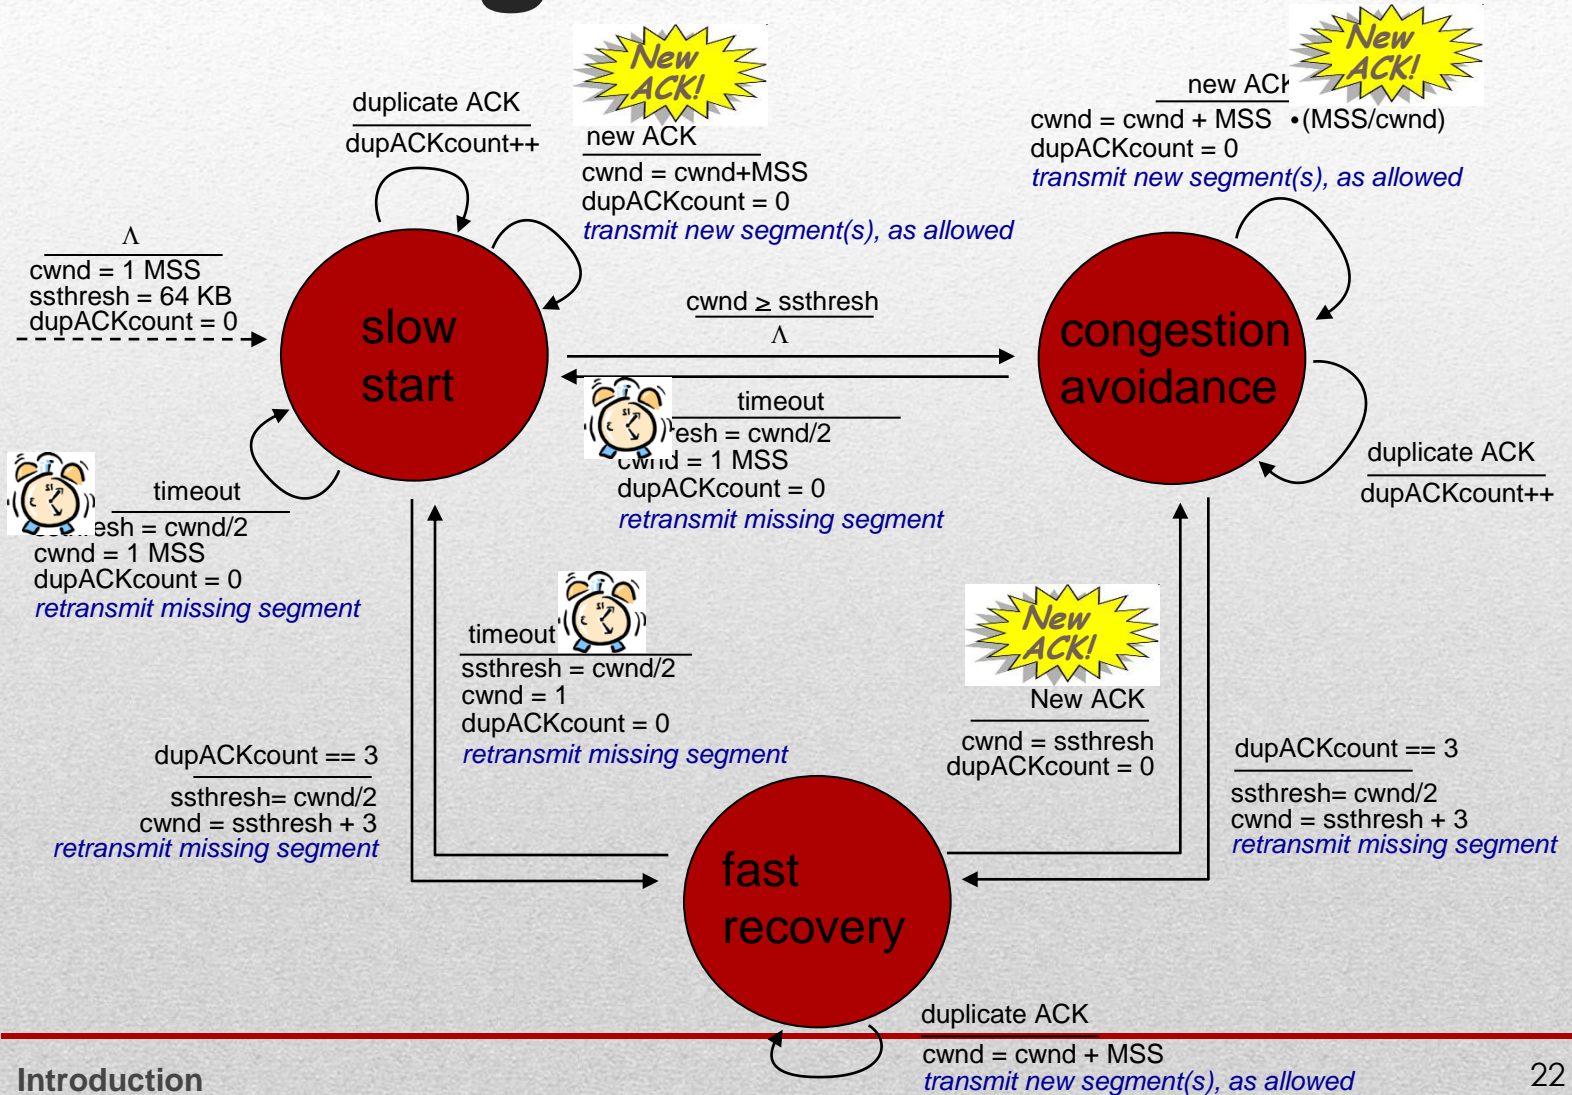 New
ACK!
New
ACK!
duplicate ACK
dupACKcount++
new ACK
cwnd = cwnd+MSS
dupACKcount = 0
transmit new segment(s), as allowed
new ACK
cwnd = cwnd + MSS •(MSS/cwnd)
dupACKcount = 0
transmit new segment(s), as allowed
Λ
cwnd = 1 MSS
ssthresh = 64 KB
dupACKcount = 0
slow
start
cwnd ≥ ssthresh
Λ
congestion
avoidance
timeout
esh = cwnd/2
cwnd = 1 MSS
dupACKcount = 0
retransmit missing segment
duplicate ACK
dupACKcount++
timeout
esh = cwnd/2
cwnd = 1 MSS
dupACKcount = 0
retransmit missing segment
timeout
ssthresh = cwnd/2
cwnd = 1
dupACKcount = 0
retransmit missing segment
New
ACK!
New ACK
cwnd = ssthresh
dupACKcount = 0
dupACKcount == 3
ssthresh= cwnd/2
cwnd = ssthresh + 3
retransmit missing segment
dupACKcount == 3
ssthresh= cwnd/2
cwnd = ssthresh + 3
retransmit missing segment
fast
recovery
duplicate ACK
cwnd = cwnd + MSS
transmit new segment(s), as allowed
Introduction
22